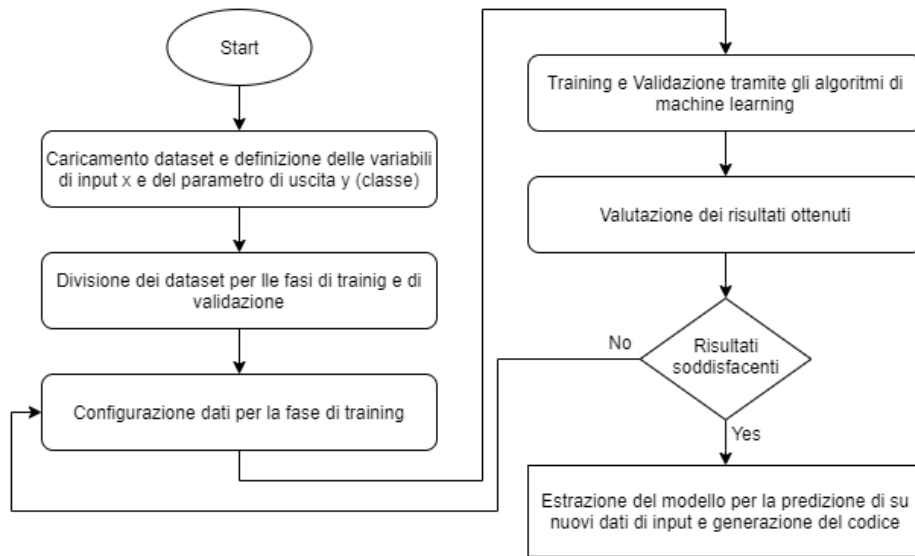 Start
Caricamento dataset e definizione delle variabili
di input x e del parametro di uscita y (classe)
Divisione dei dataset per lle fasi di trainig e di
validazione
Configurazione dati per la fase di training
Training e Validazione tramite gli algoritmi di
machine learning
Valutazione dei risultati ottenuti
Risultati
soddisfacenti
No
Yes
Estrazione del modello per la predizione di su
nuovi dati di input e generazione del codice